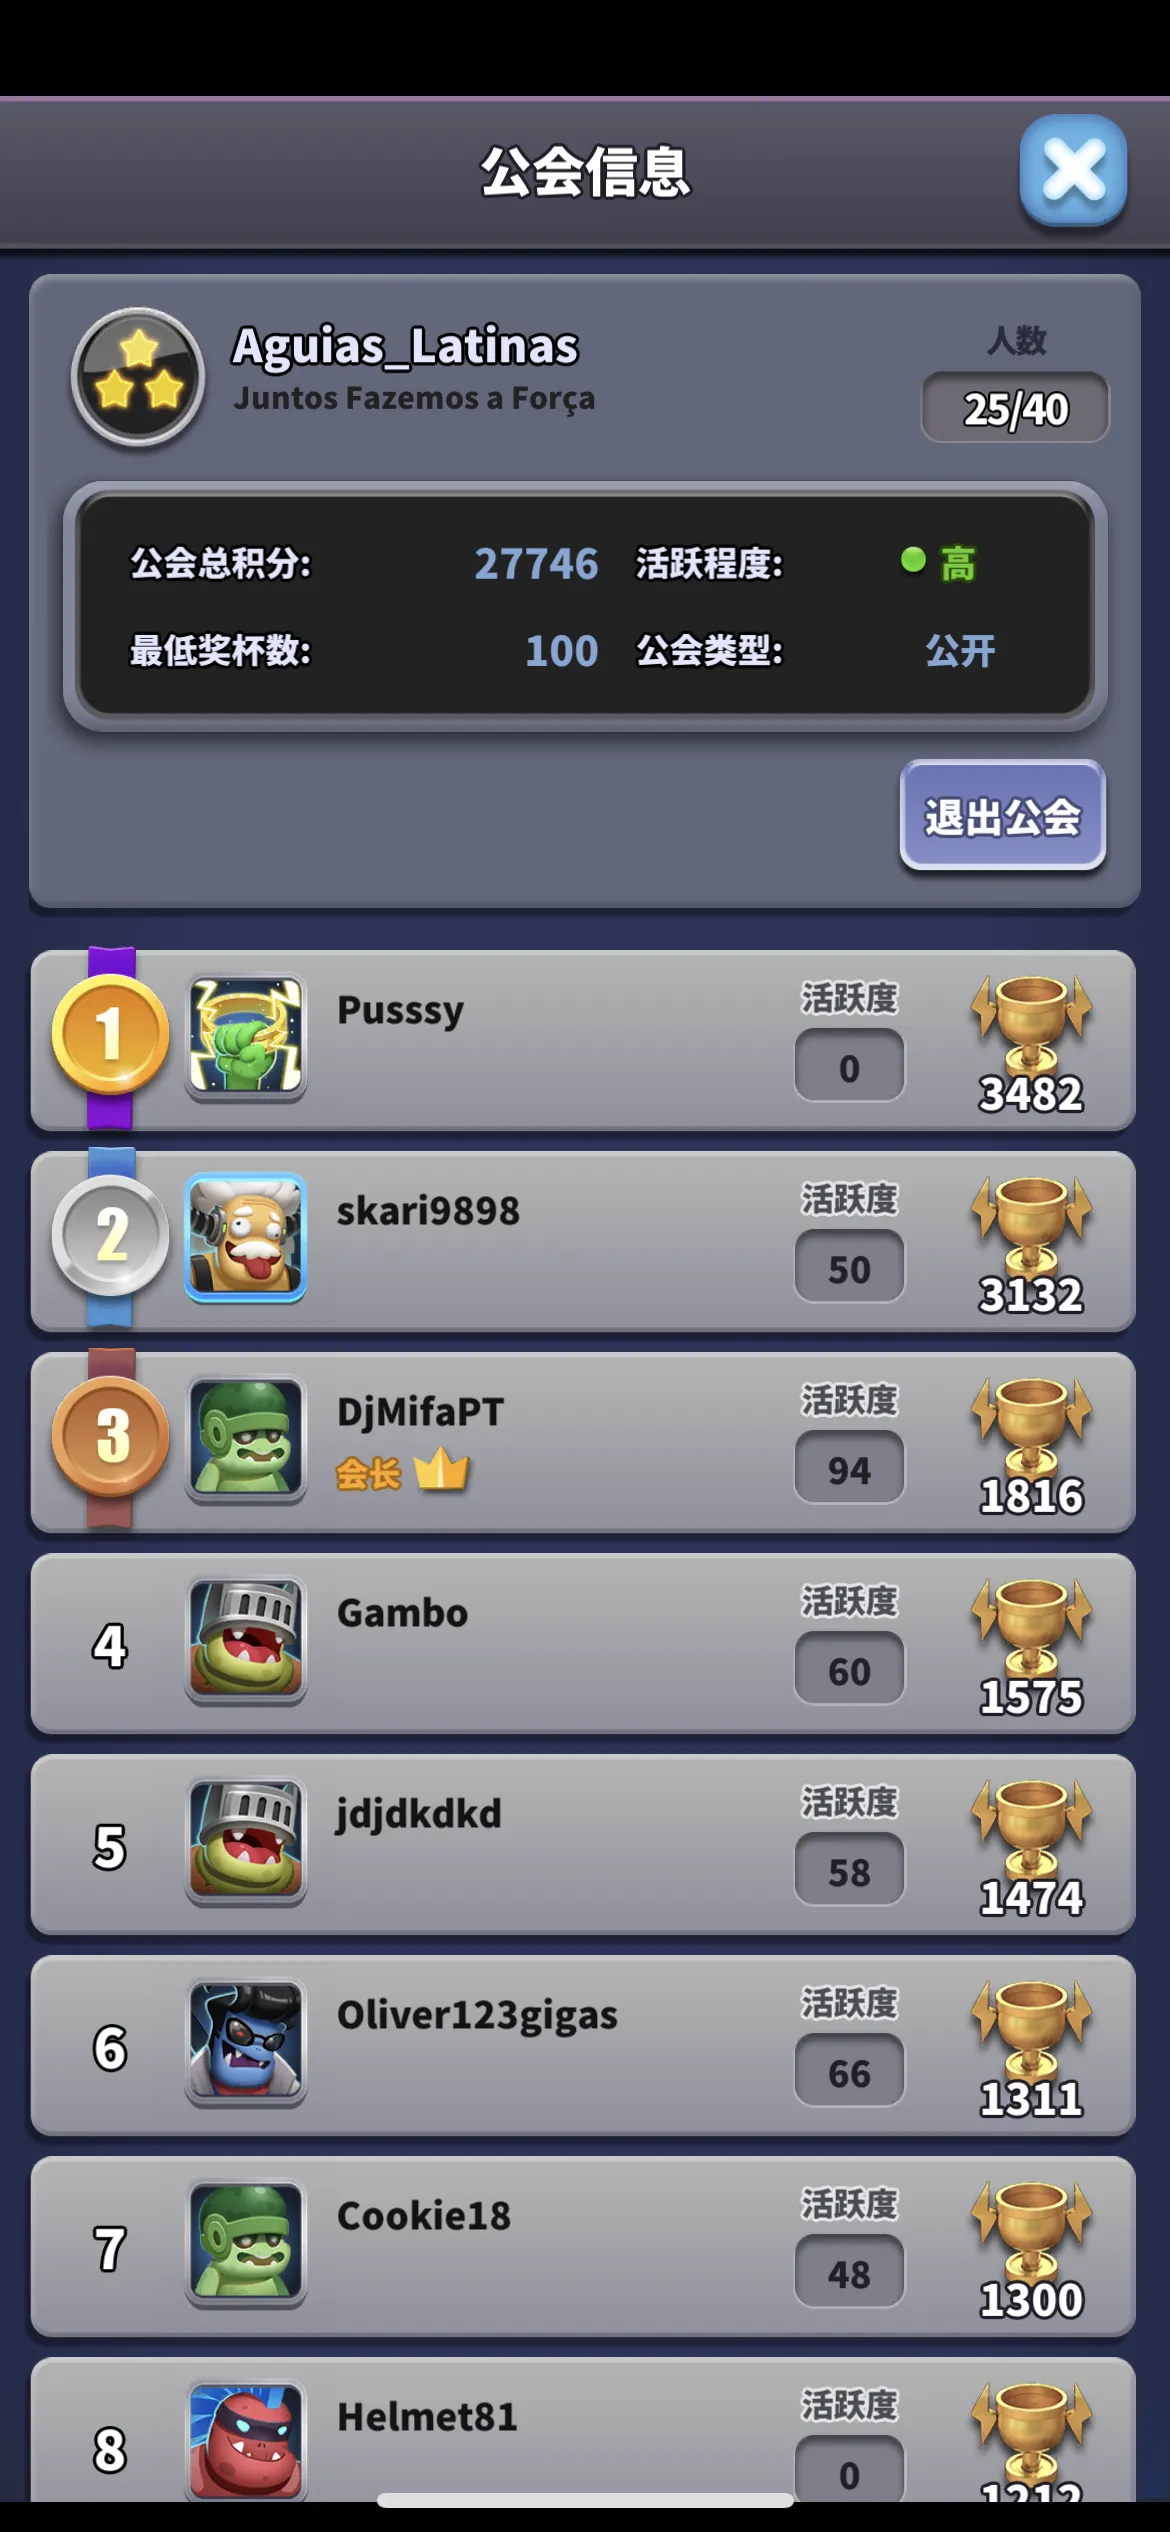 公会信息
Aguias_Latinas
Juntos Fazemos a Força
人数
25/40
公会总积分: 27746 活跃程度: 高
最低奖杯数: 100 公会类型: 公开
退出公会
1 Pusssy 活跃度 0 3482
2 skari9898 活跃度 50 3132
3 DjMifaPT 会长 活跃度 94 1816
4 Gambo 活跃度 60 1575
5 jdjdkdkd 活跃度 58 1474
6 Oliver123gigas 活跃度 66 1311
7 Cookie18 活跃度 48 1300
8 Helmet81 活跃度 0 1212